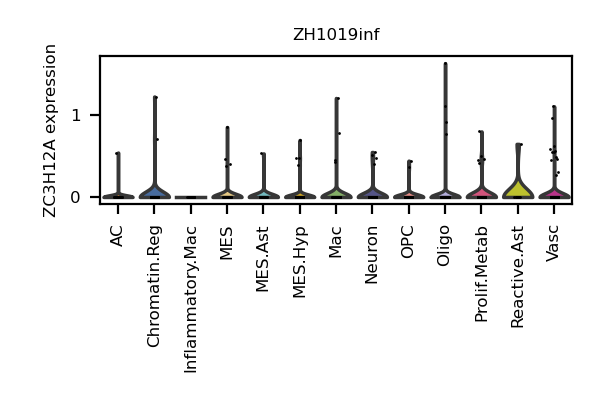 ZH1019inf
ZC3H12A expression
1
0
AC
Chromatin.Reg
Inflammatory.Mac
MES
MES.Ast
MES.Hyp
Mac
Neuron
OPC
Oligo
Prolif.Metab
Reactive.Ast
Vasc